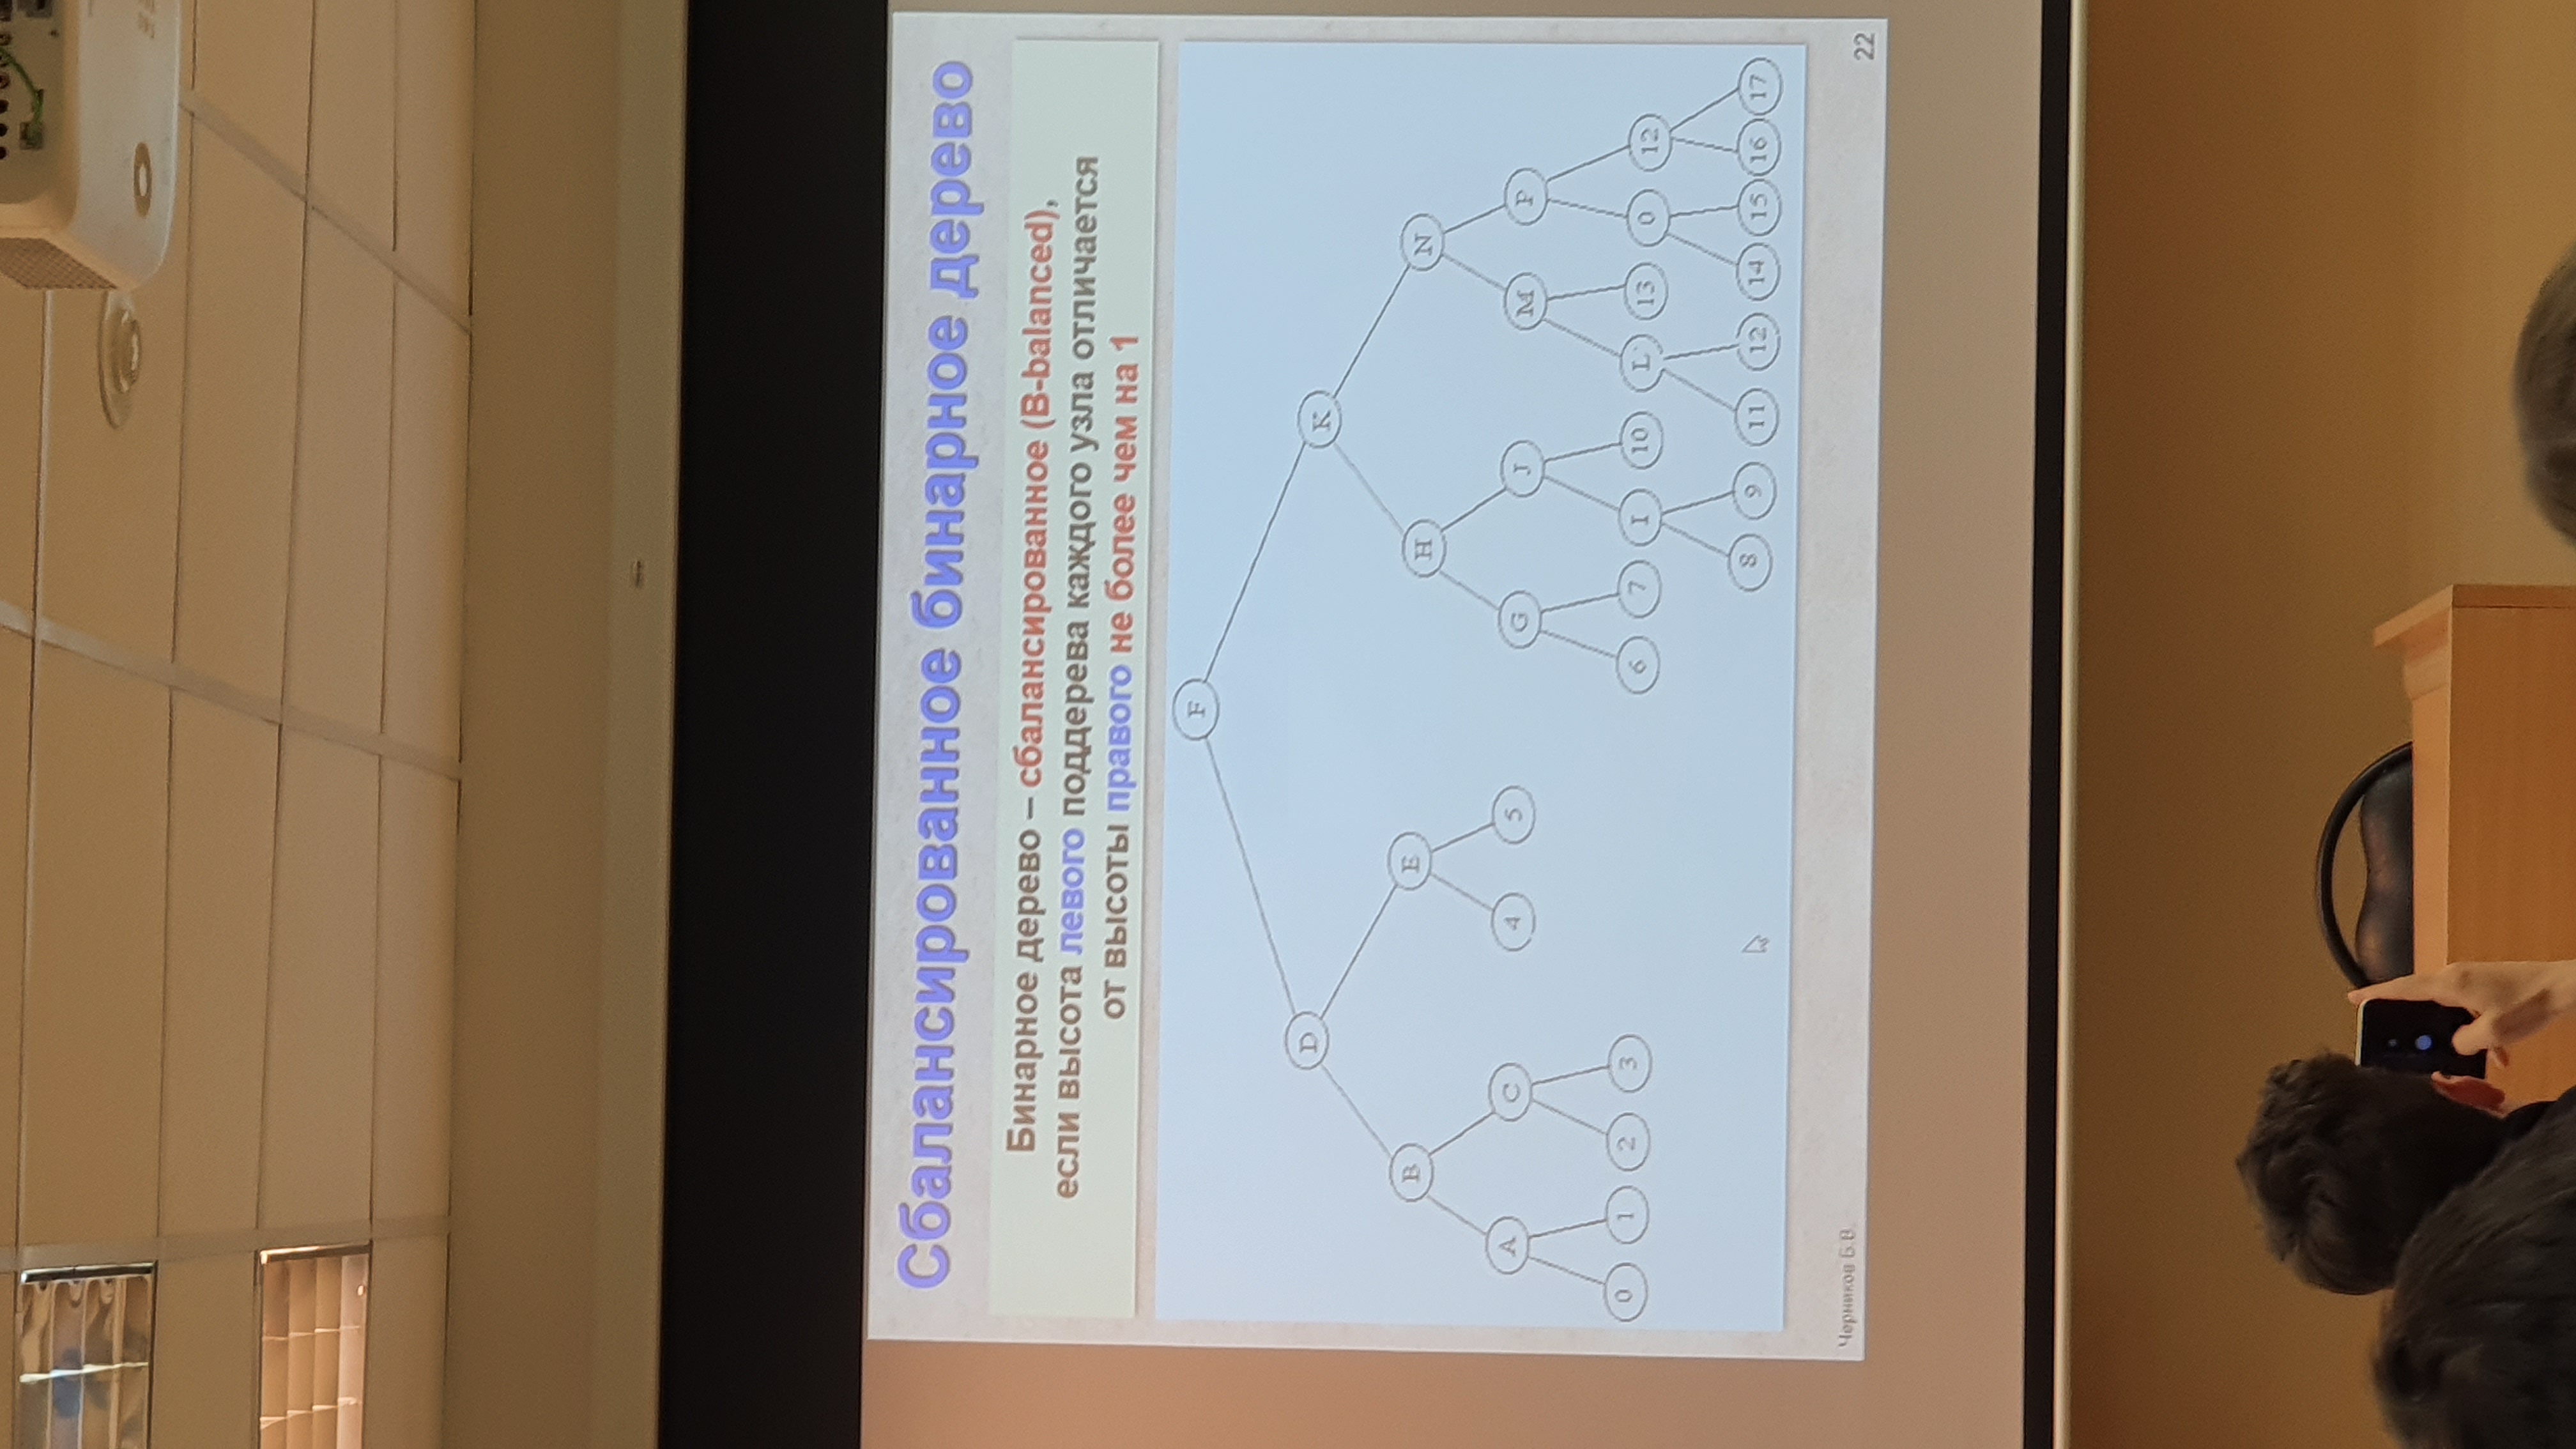 Сбалансированное бинарное дерево
Бинарное дерево – сбалансированное (B-balanced),
если высота левого поддерева каждого узла отличается
от высоты правого не более чем на 1
F
D K
B E H N
A C 4 5 G J M P
0 1 2 3 6 7 I 10 L 13 0 12
8 9 11 12 14 15 16 17
Черников Б.В.
22